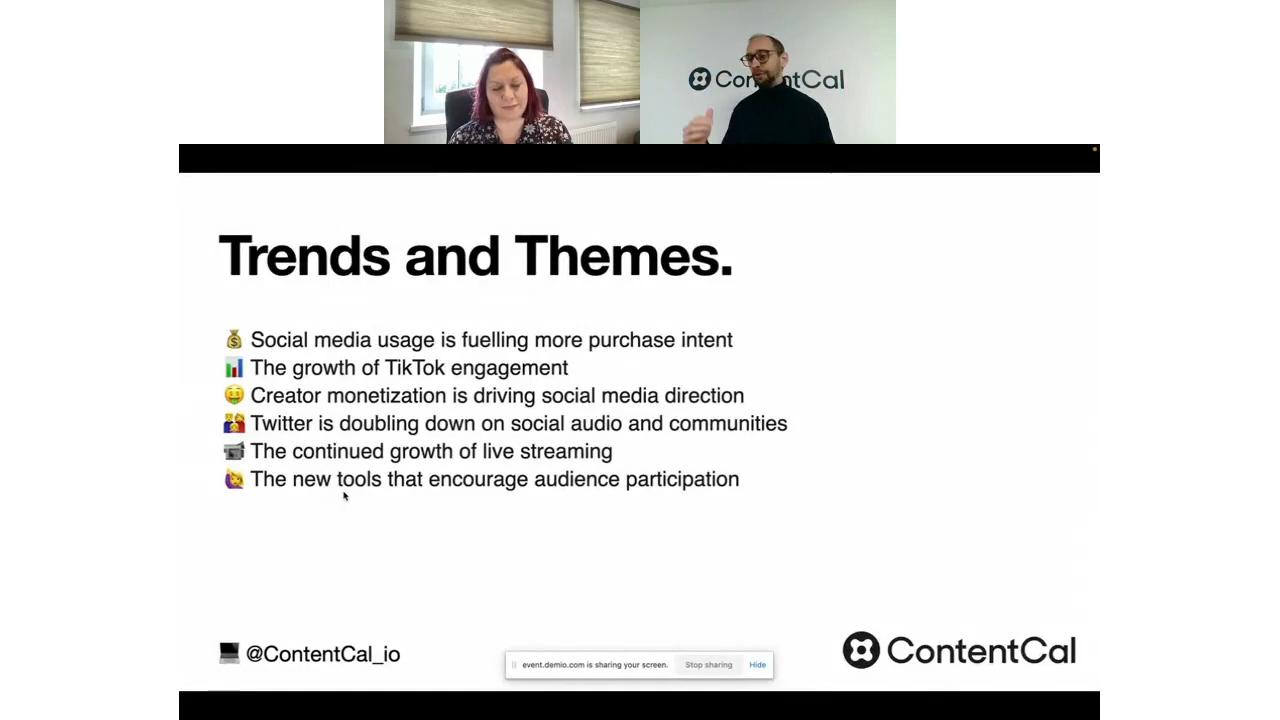 ContentCal
Trends and Themes.
Social media usage is fuelling more purchase intent
The growth of TikTok engagement
Creator monetization is driving social media direction
Twitter is doubling down on social audio and communities
The continued growth of live streaming
The new tools that encourage audience participation
@ContentCal_io
event.demio.com is sharing your screen. Stop sharing Hide
ContentCal